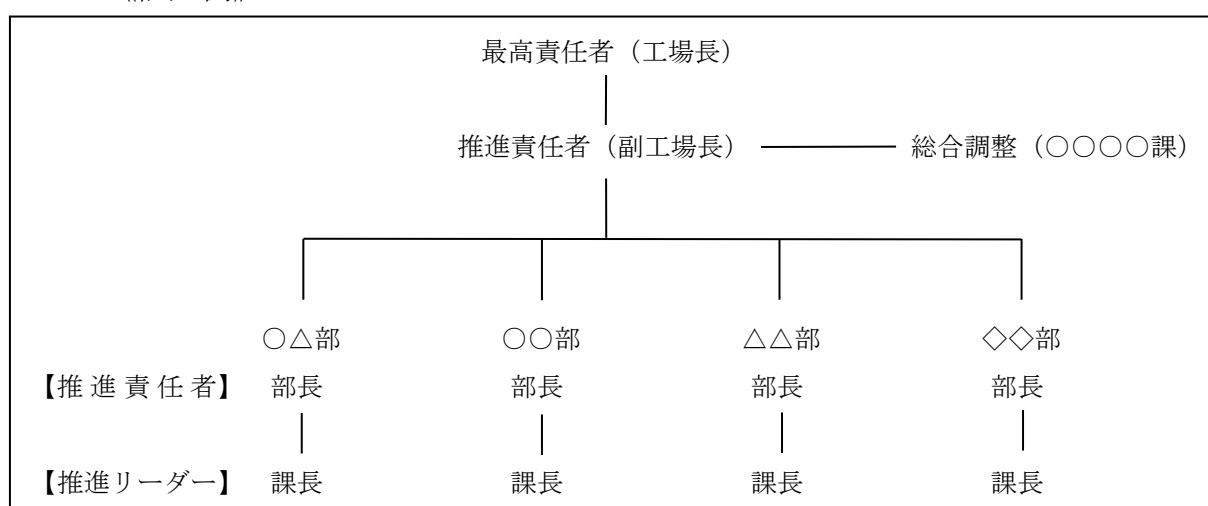 最高責任者（工場長）
推進責任者（副工場長） 総合調整（○○○○課）
○△部 ○○部 △△部 ◇◇部
【推進責任者】 部長 部長 部長 部長
【推進リーダー】 課長 課長 課長 課長